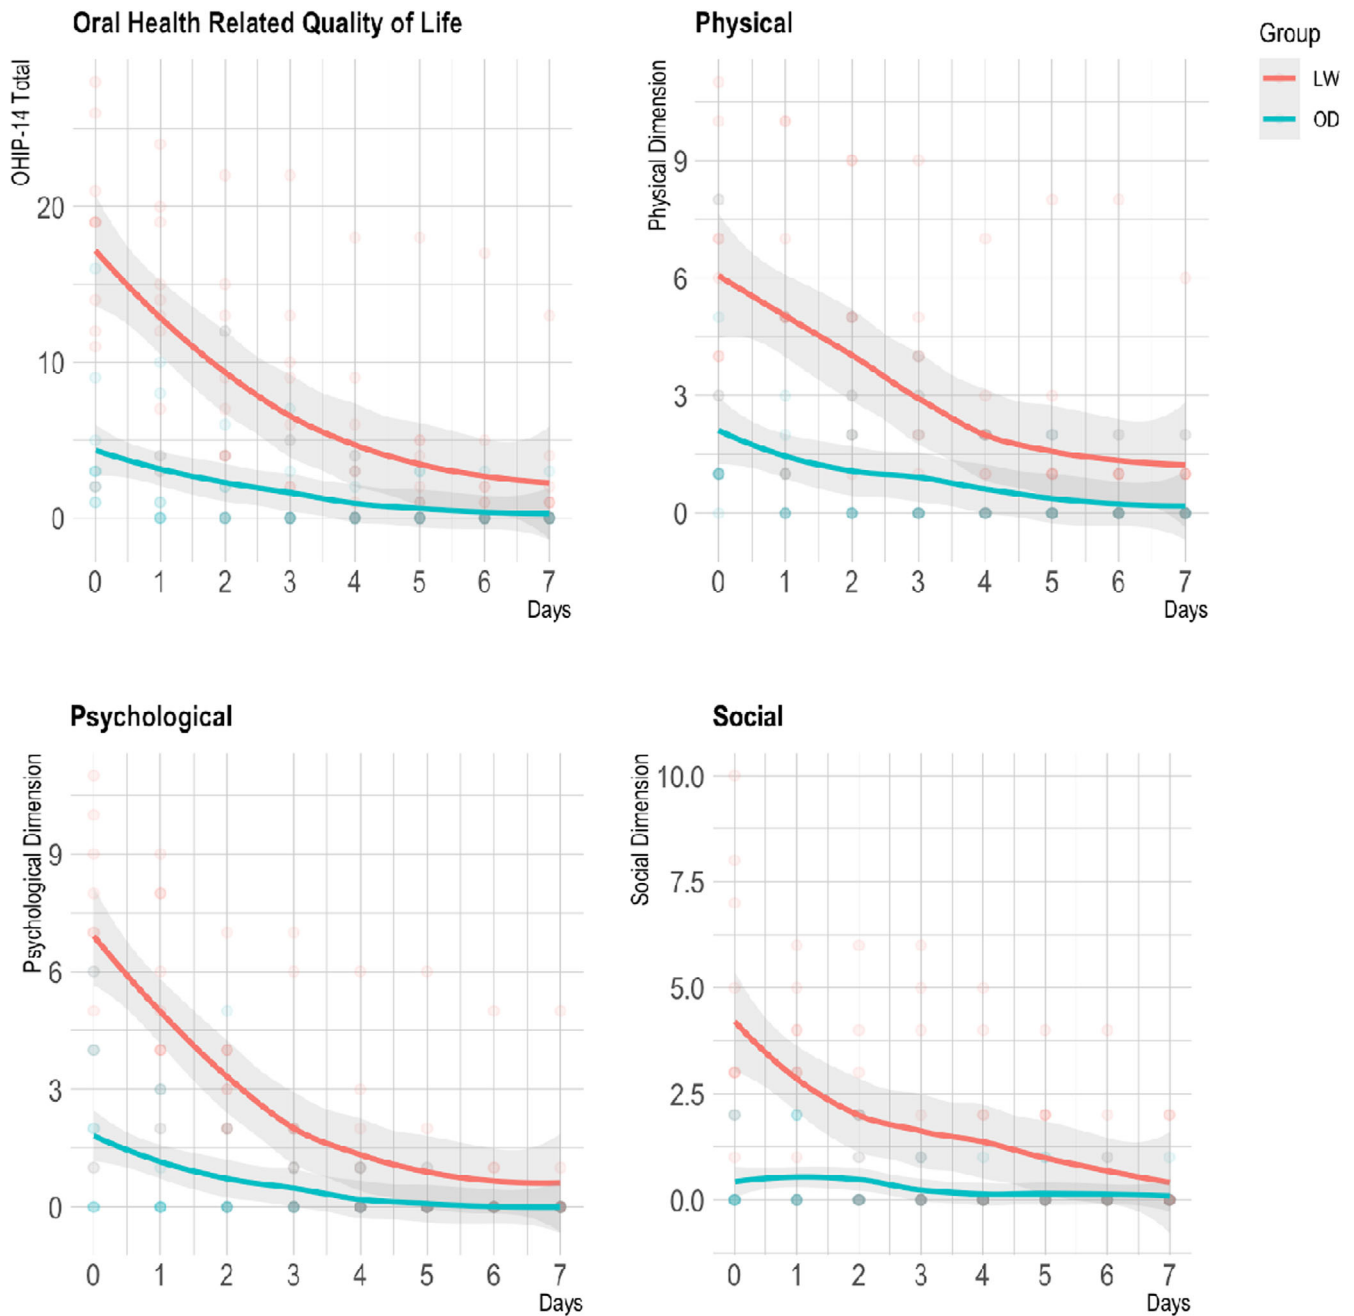 Oral Health Related Quality of Life
OHIP-14 Total
20
10
0
0 1 2 3 4 5 6 7
Days
Physical
Physical Dimension
9
6
3
0
0 1 2 3 4 5 6 7
Days
Group
LW
OD
Psychological
Psychological Dimension
9
6
3
0
0 1 2 3 4 5 6 7
Days
Social
Social Dimension
10.0
7.5
5.0
2.5
0.0
0 1 2 3 4 5 6 7
Days